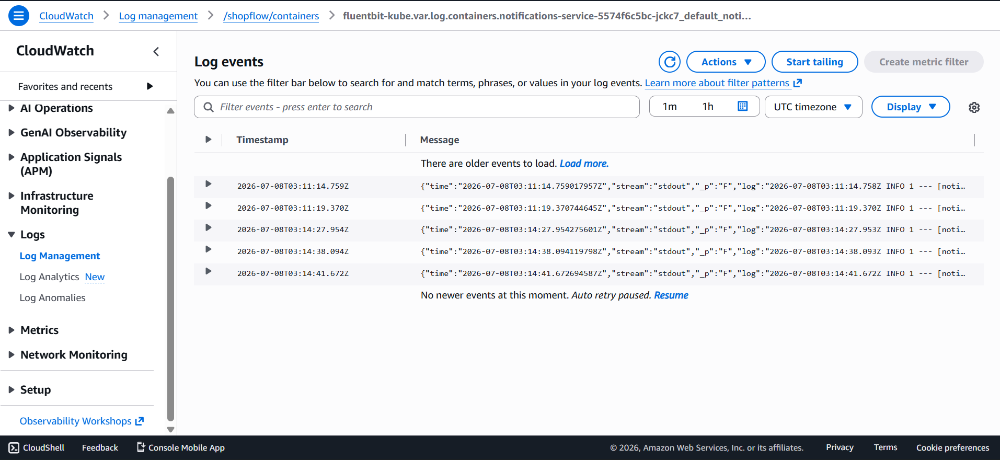 CloudWatch > Log management > /shopflow/containers > fluentbit-kube.var.log.containers.notifications-service-5574f6c5bc-jckc7_default_noti...
CloudWatch
Favorites and recents
AI Operations
GenAI Observability
Application Signals
(APM)
Infrastructure
Monitoring
Logs
Log Management
Log Analytics New
Log Anomalies
Metrics
Network Monitoring
Setup
Observability Workshops
Log events
Actions
Start tailing
Create metric filter
You can use the filter bar below to search for and match terms, phrases, or values in your log events. Learn more about filter patterns
Filter events - press enter to search
1m 1h
UTC timezone
Display
Timestamp Message
There are older events to load. Load more.
2026-07-08T03:11:14.759Z {"time":"2026-07-08T03:11:14.759017957Z","stream":"stdout","_p":"F","log":"2026-07-08T03:11:14.758Z INFO 1 --- [noti...
2026-07-08T03:11:19.370Z {"time":"2026-07-08T03:11:19.370744645Z","stream":"stdout","_p":"F","log":"2026-07-08T03:11:19.370Z INFO 1 --- [noti...
2026-07-08T03:14:27.954Z {"time":"2026-07-08T03:14:27.954275601Z","stream":"stdout","_p":"F","log":"2026-07-08T03:14:27.953Z INFO 1 --- [noti...
2026-07-08T03:14:38.094Z {"time":"2026-07-08T03:14:38.094119798Z","stream":"stdout","_p":"F","log":"2026-07-08T03:14:38.093Z INFO 1 --- [noti...
2026-07-08T03:14:41.672Z {"time":"2026-07-08T03:14:41.672694587Z","stream":"stdout","_p":"F","log":"2026-07-08T03:14:41.672Z INFO 1 --- [noti...
No newer events at this moment. Auto retry paused. Resume
CloudShell Feedback Console Mobile App © 2026, Amazon Web Services, Inc. or its affiliates. Privacy Terms Cookie preferences